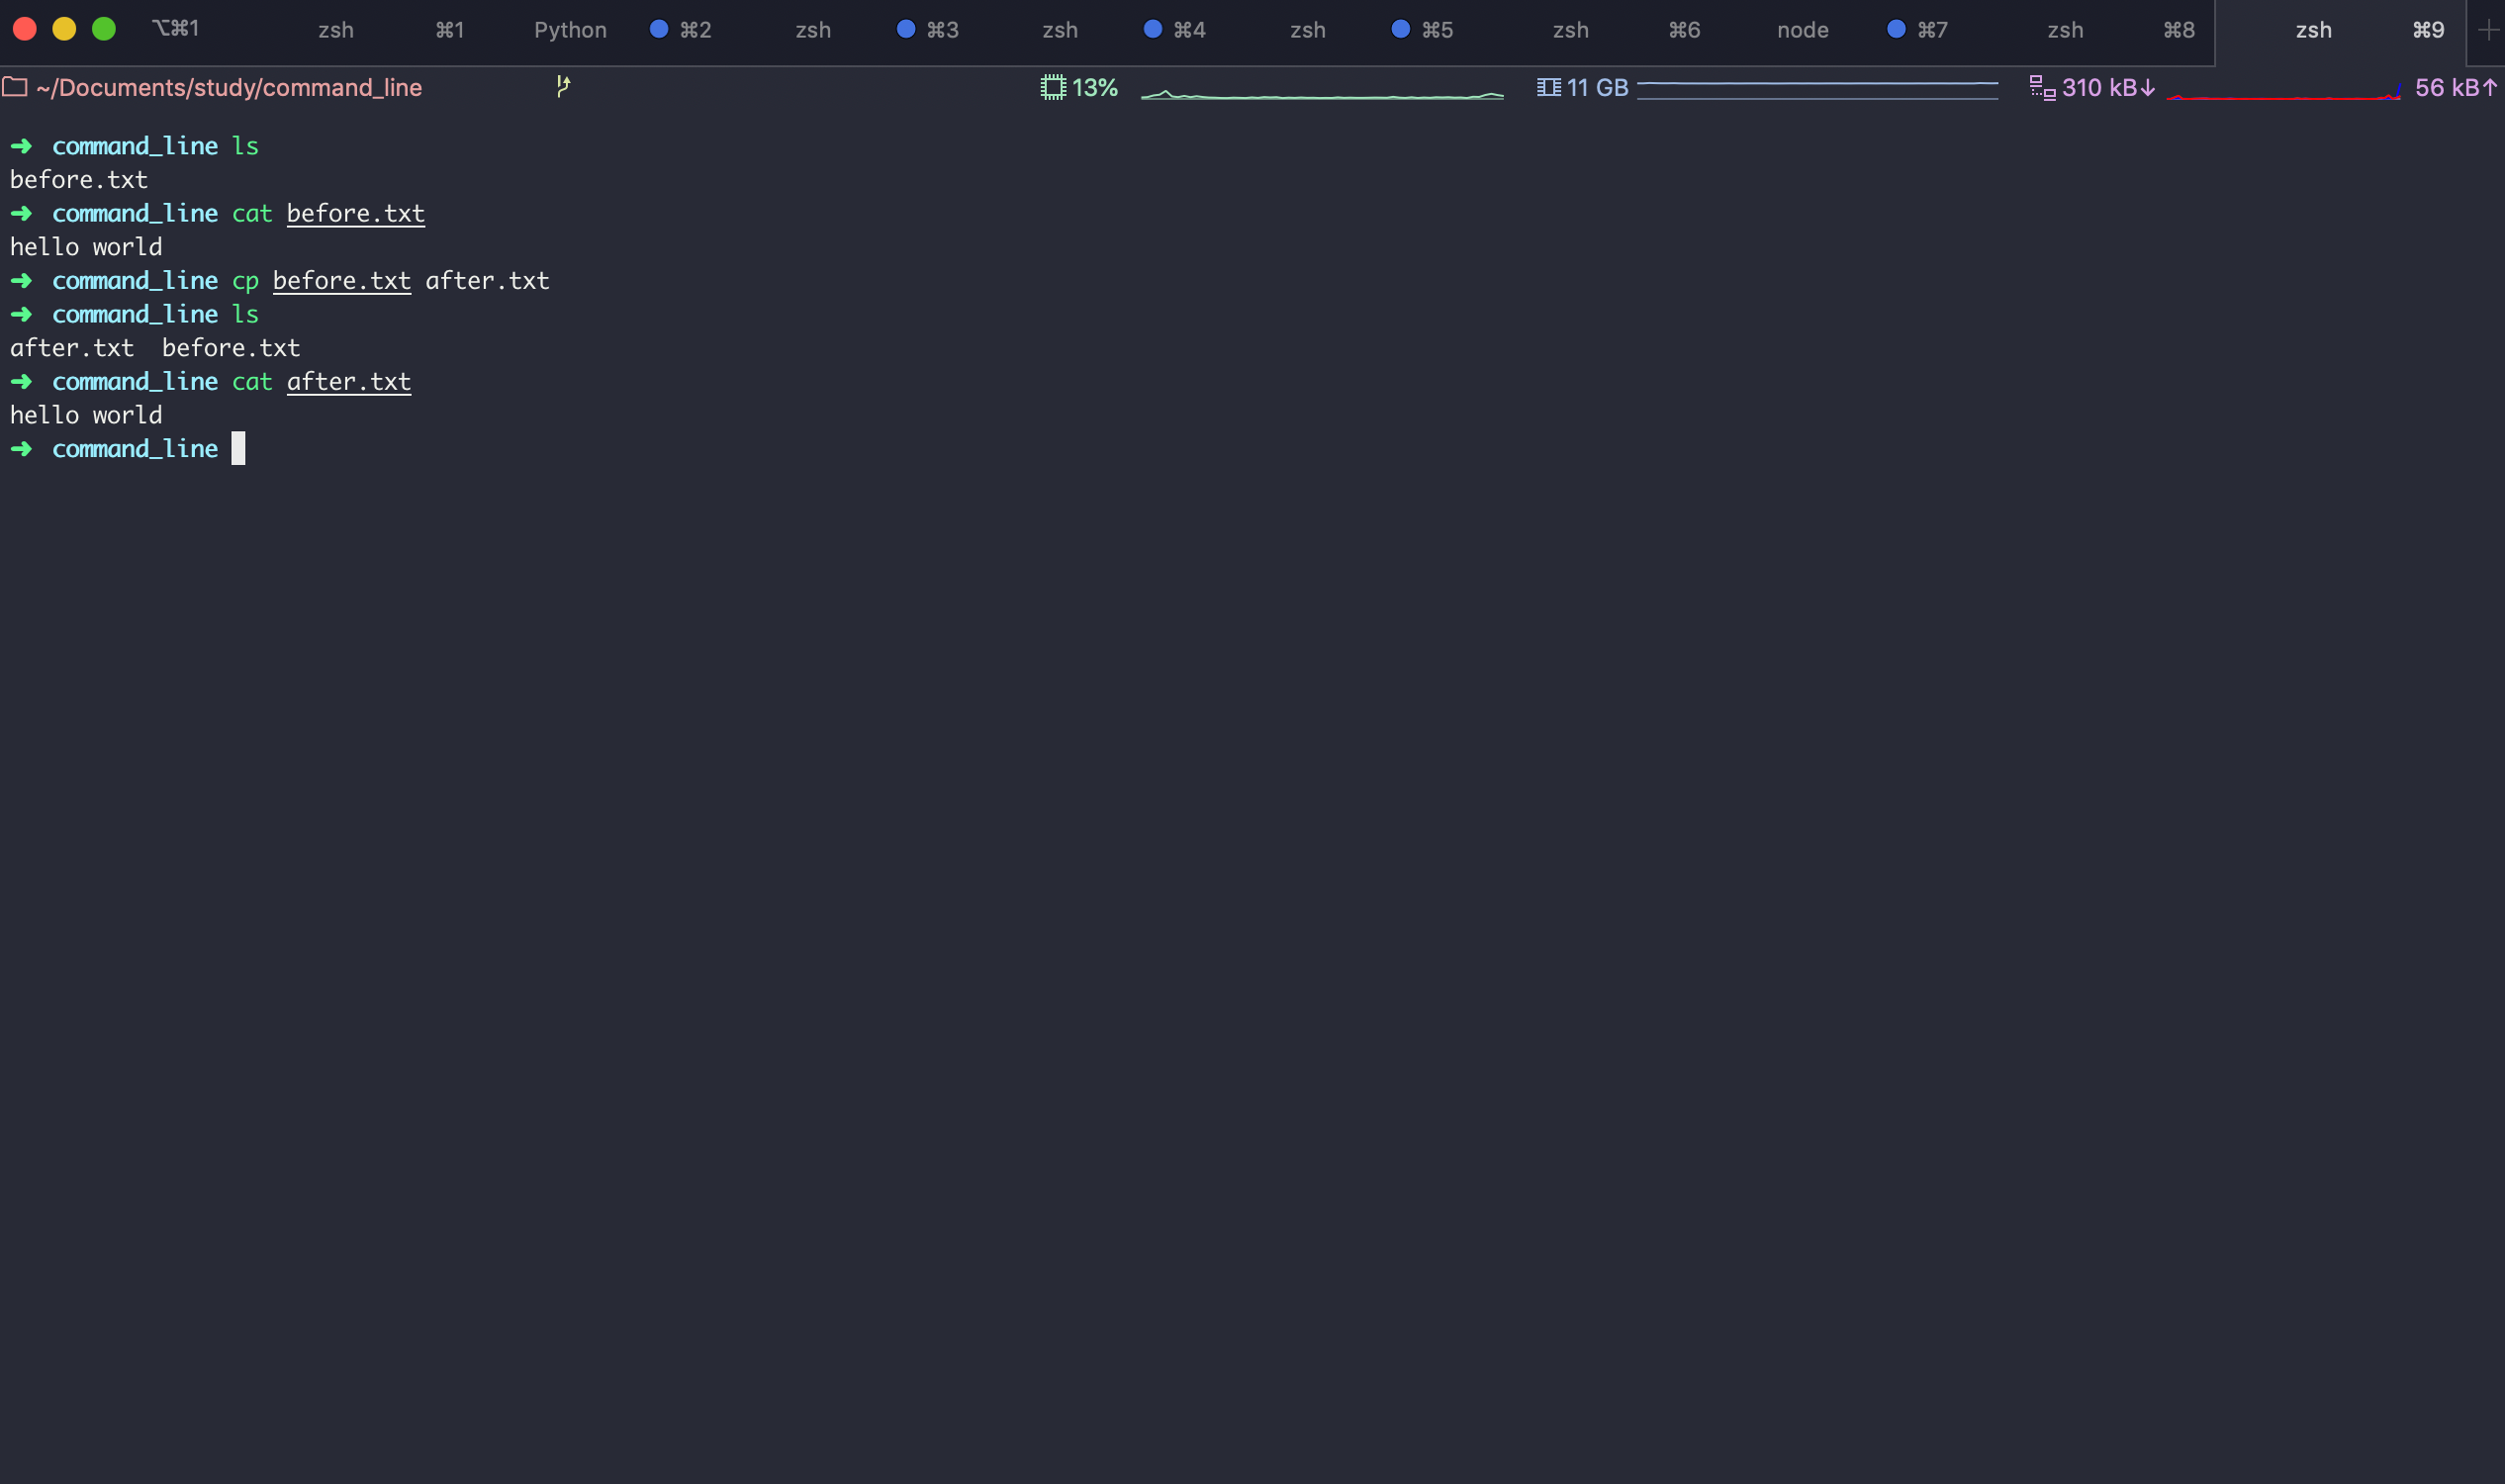 ⌥⌘1 zsh ⌘1 Python ⌘2 zsh ⌘3 zsh ⌘4 zsh ⌘5 zsh ⌘6 node ⌘7 zsh ⌘8 zsh ⌘9 +
~/Documents/study/command_line 13% 11 GB 310 kB↓ 56 kB↑
➜ command_line ls
before.txt
➜ command_line cat before.txt
hello world
➜ command_line cp before.txt after.txt
➜ command_line ls
after.txt  before.txt
➜ command_line cat after.txt
hello world
➜ command_line